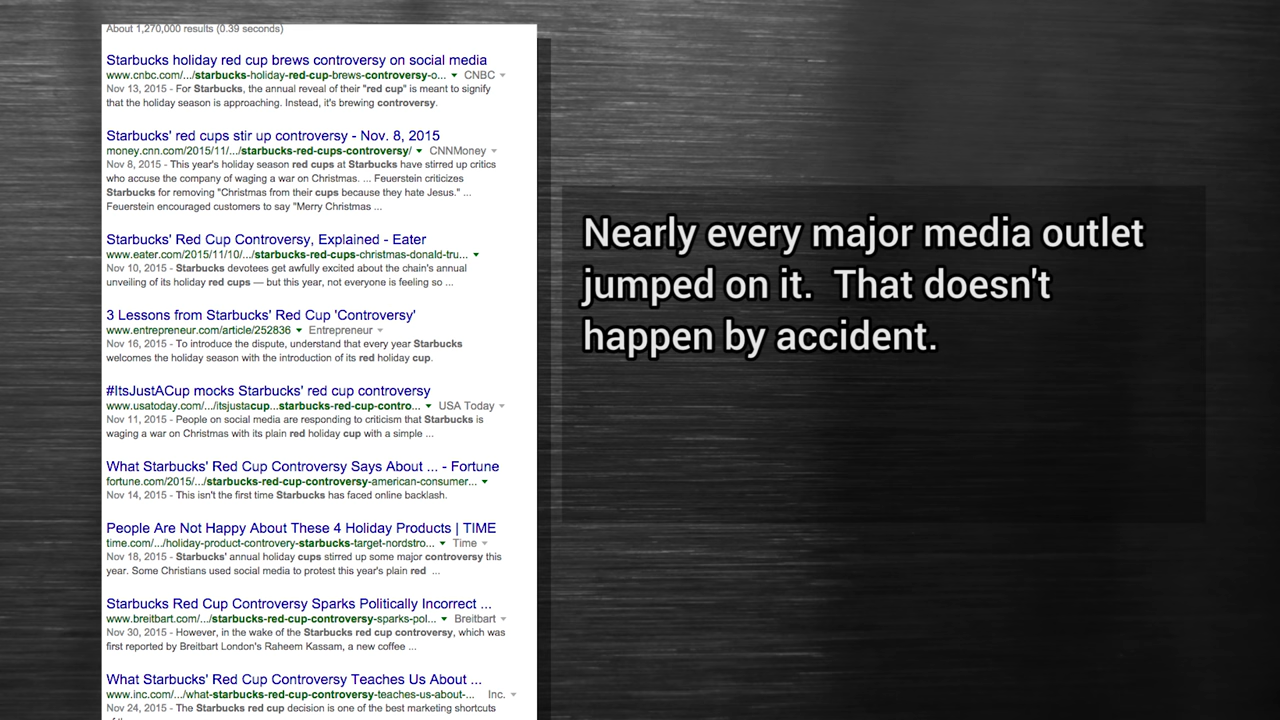 About 1,270,000 results (0.39 seconds)
Starbucks holiday red cup brews controversy on social media
www.cnbc.com/.../starbucks-holiday-red-cup-brews-controversy-o... CNBC
Nov 13, 2015 - For Starbucks, the annual reveal of their "red cup" is meant to signify
that the holiday season is approaching. Instead, it's brewing controversy.
Starbucks' red cups stir up controversy - Nov. 8, 2015
money.cnn.com/2015/11/.../starbucks-red-cups-controversy/ CNNMoney
Nov 8, 2015 - This year's holiday season red cups at Starbucks have stirred up critics
who accuse the company of waging a war on Christmas. ... Feuerstein criticizes
Starbucks for removing "Christmas from their cups because they hate Jesus." ...
Feuerstein encouraged customers to say "Merry Christmas ...
Starbucks' Red Cup Controversy, Explained - Eater
www.eater.com/2015/11/10/.../starbucks-red-cups-christmas-donald-tru...
Nov 10, 2015 - Starbucks devotees get awfully excited about the chain's annual
unveiling of its holiday red cups — but this year, not everyone is feeling so ...
3 Lessons from Starbucks' Red Cup 'Controversy'
www.entrepreneur.com/article/252836 Entrepreneur
Nov 16, 2015 - To introduce the dispute, understand that every year Starbucks
welcomes the holiday season with the introduction of its red holiday cup.
#ItsJustACup mocks Starbucks' red cup controversy
www.usatoday.com/.../itsjustacup...starbucks-red-cup-contro... USA Today
Nov 11, 2015 - People on social media are responding to criticism that Starbucks is
waging a war on Christmas with its plain red holiday cup with a simple ...
What Starbucks' Red Cup Controversy Says About ... - Fortune
fortune.com/2015/.../starbucks-red-cup-controversy-american-consumer...
Nov 14, 2015 - This isn't the first time Starbucks has faced online backlash.
People Are Not Happy About These 4 Holiday Products | TIME
time.com/.../holiday-product-controvery-starbucks-target-nordstro... Time
Nov 18, 2015 - Starbucks' annual holiday cups stirred up some major controversy this
year. Some Christians used social media to protest this year's plain red ...
Starbucks Red Cup Controversy Sparks Politically Incorrect ...
www.breitbart.com/.../starbucks-red-cup-controversy-sparks-pol... Breitbart
Nov 30, 2015 - However, in the wake of the Starbucks red cup controversy, which was
first reported by Breitbart London's Raheem Kassam, a new coffee ...
What Starbucks' Red Cup Controversy Teaches Us About ...
www.inc.com/.../what-starbucks-red-cup-controversy-teaches-us-about-... Inc.
Nov 24, 2015 - The Starbucks red cup decision is one of the best marketing shortcuts
Nearly every major media outlet
jumped on it. That doesn't
happen by accident.